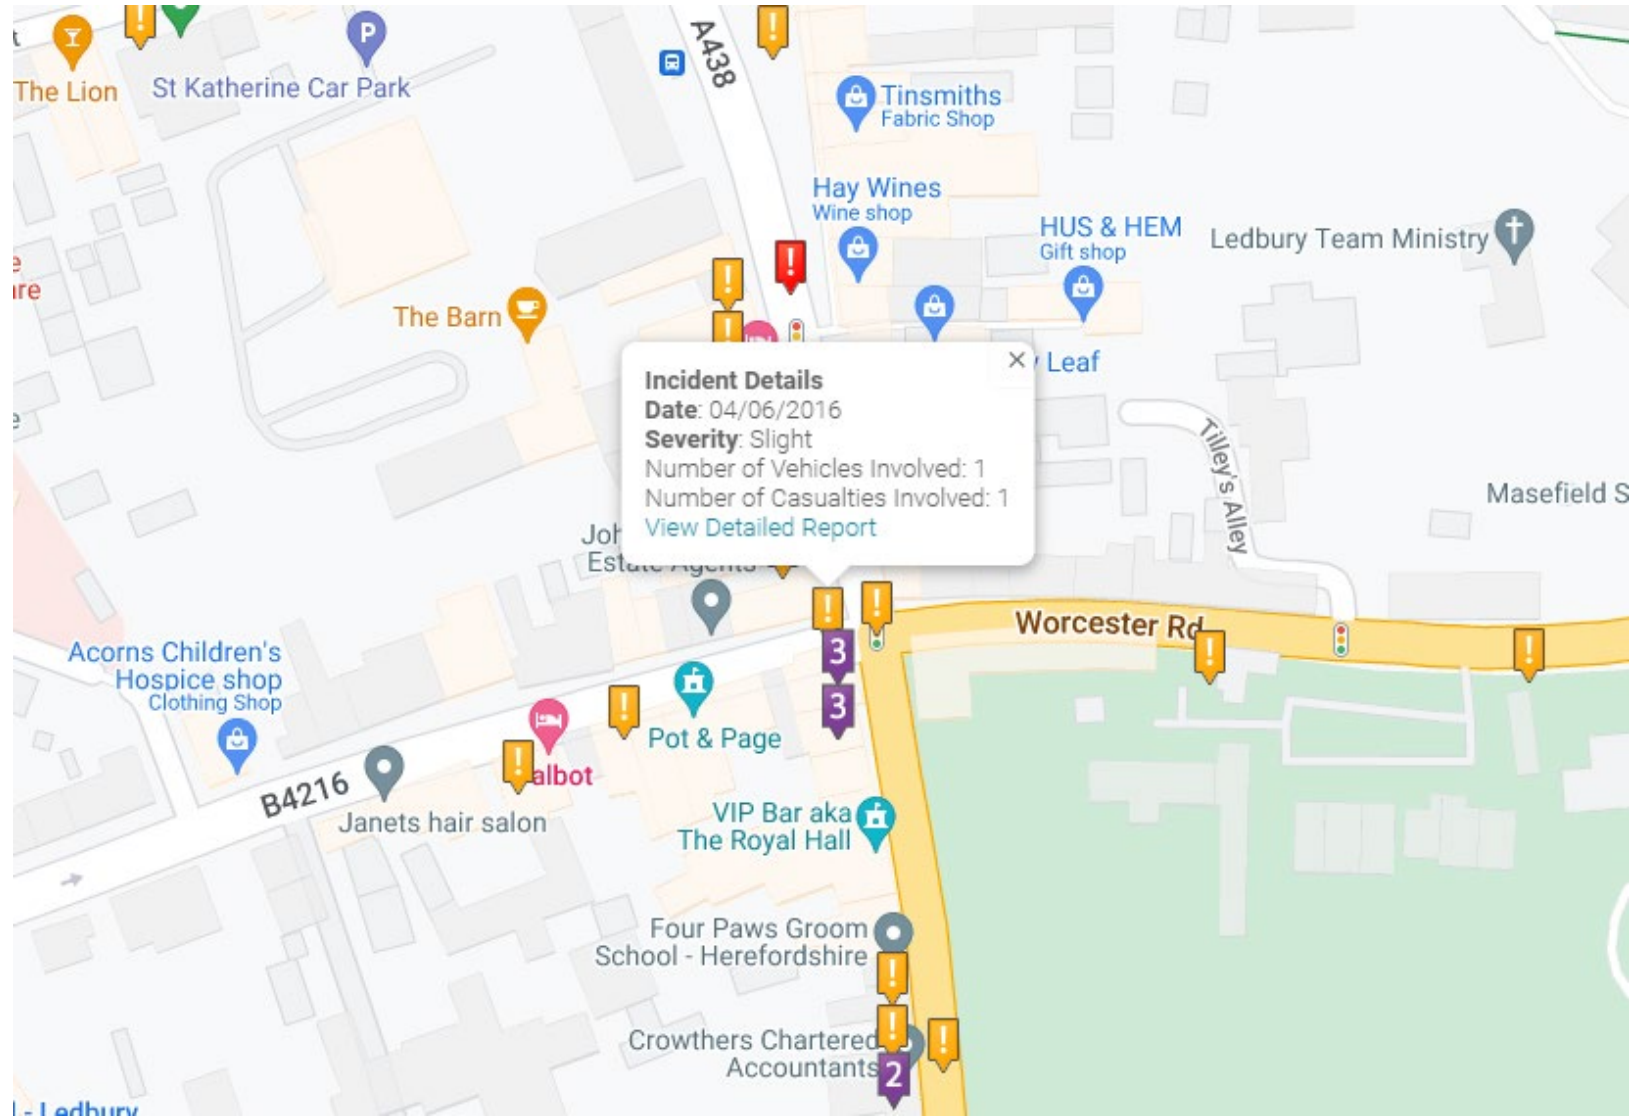 t
The Lion
P
St Katherine Car Park
A438
Tinsmiths
Fabric Shop
Hay Wines
Wine shop
HUS & HEM
Gift shop
Ledbury Team Ministry
e
are
The Barn
Leaf
Incident Details
Date: 04/06/2016
Severity: Slight
Number of Vehicles Involved: 1
Number of Casualties Involved: 1
View Detailed Report
Tilley's Alley
Masefield S
Estate Agents
Worcester Rd
Acorns Children's
Hospice shop
Clothing Shop
3
3
Pot & Page
albot
B4216
Janets hair salon
VIP Bar aka
The Royal Hall
Four Paws Groom
School - Herefordshire
Crowthers Chartered
Accountants
2
- Ledbury